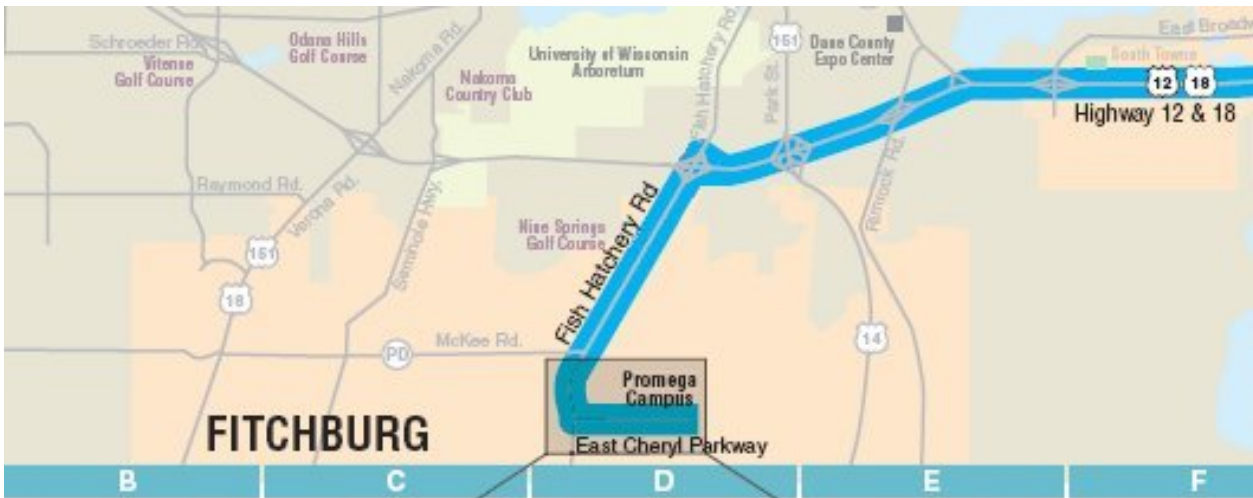 Schroeder Rd.
Vitense
Golf Course
Odana Hills
Golf Course
Nakoma Rd.
Nakoma
Country Club
University of Wisconsin
Arboretum
Fish Hatchery Rd.
151
Park St.
Dane County
Expo Center
East Broadw
South Towne
12 18
Highway 12 & 18
Rimrock Rd.
Raymond Rd.
Verona Rd.
Seminole Hwy.
Nine Springs
Golf Course
Fish Hatchery Rd
151
18
14
McKee Rd.
PD
Promega
Campus
FITCHBURG
East Cheryl Parkway
B C D E F